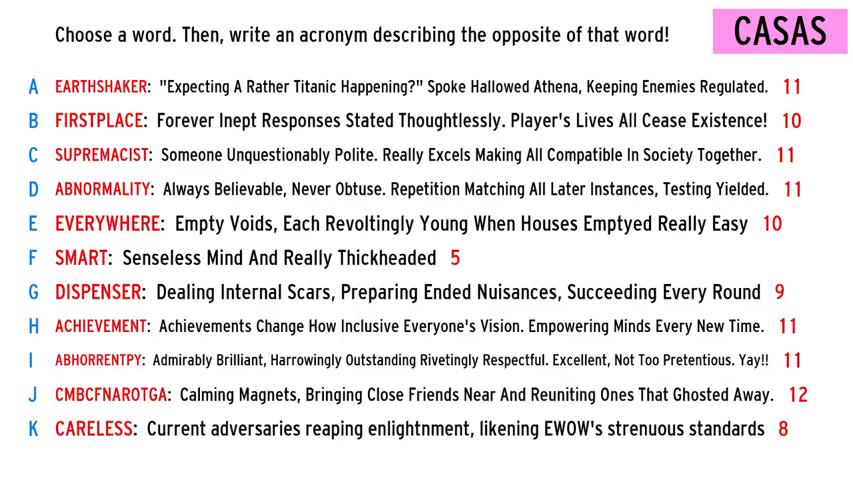 Choose a word. Then, write an acronym describing the opposite of that word!
CASAS
A EARTHSHAKER: "Expecting A Rather Titanic Happening?" Spoke Hallowed Athena, Keeping Enemies Regulated. 11
B FIRSTPLACE: Forever Inept Responses Stated Thoughtlessly. Player's Lives All Cease Existence! 10
C SUPREMACIST: Someone Unquestionably Polite. Really Excels Making All Compatible In Society Together. 11
D ABNORMALITY: Always Believable, Never Obtuse. Repetition Matching All Later Instances, Testing Yielded. 11
E EVERYWHERE: Empty Voids, Each Revoltingly Young When Houses Emptyed Really Easy 10
F SMART: Senseless Mind And Really Thickheaded 5
G DISPENSER: Dealing Internal Scars, Preparing Ended Nuisances, Succeeding Every Round 9
H ACHIEVEMENT: Achievements Change How Inclusive Everyone's Vision. Empowering Minds Every New Time. 11
I ABHORRENTPY: Admirably Brilliant, Harrowingly Outstanding Rivetingly Respectful. Excellent, Not Too Pretentious. Yay!! 11
J CMBCFNAROTGA: Calming Magnets, Bringing Close Friends Near And Reuniting Ones That Ghosted Away. 12
K CARELESS: Current adversaries reaping enlightnment, likening EWOW's strenuous standards 8